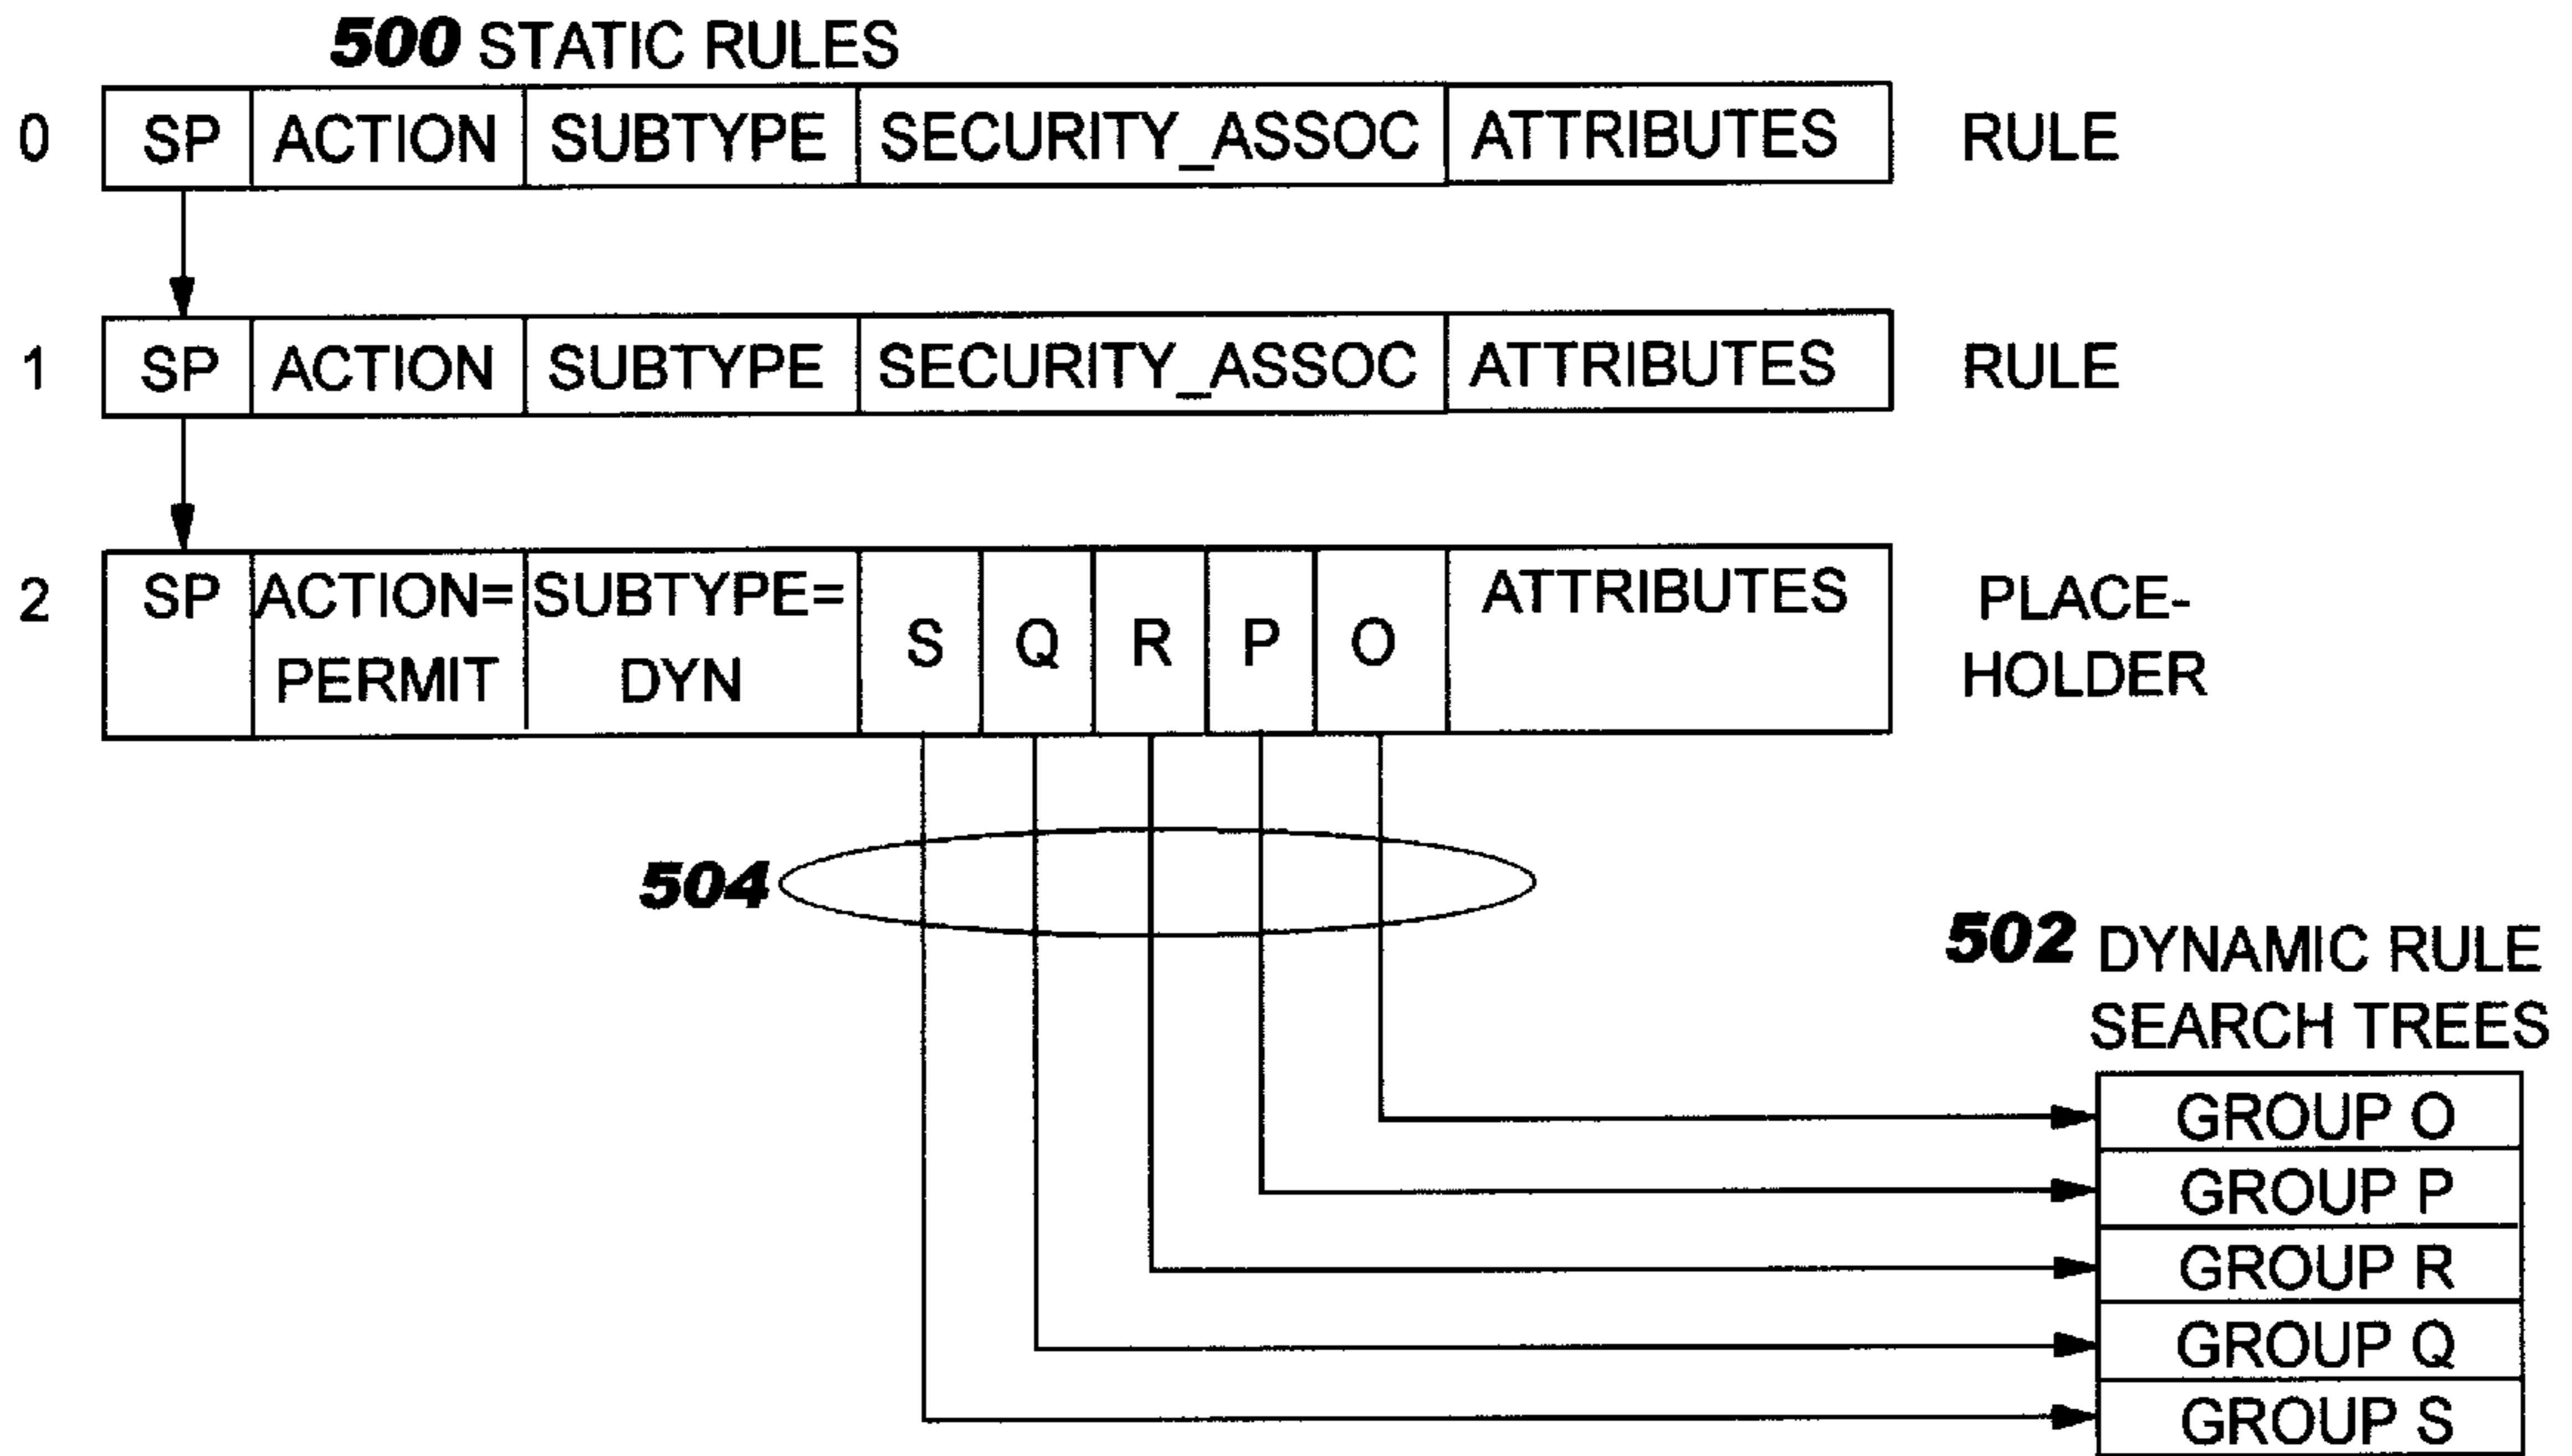 500 STATIC RULES
0 SP ACTION SUBTYPE SECURITY_ASSOC ATTRIBUTES RULE
1 SP ACTION SUBTYPE SECURITY_ASSOC ATTRIBUTES RULE
2 SP ACTION= SUBTYPE= S Q R P O ATTRIBUTES PLACE-
PERMIT DYN HOLDER
504
502 DYNAMIC RULE
SEARCH TREES
GROUP O
GROUP P
GROUP R
GROUP Q
GROUP S